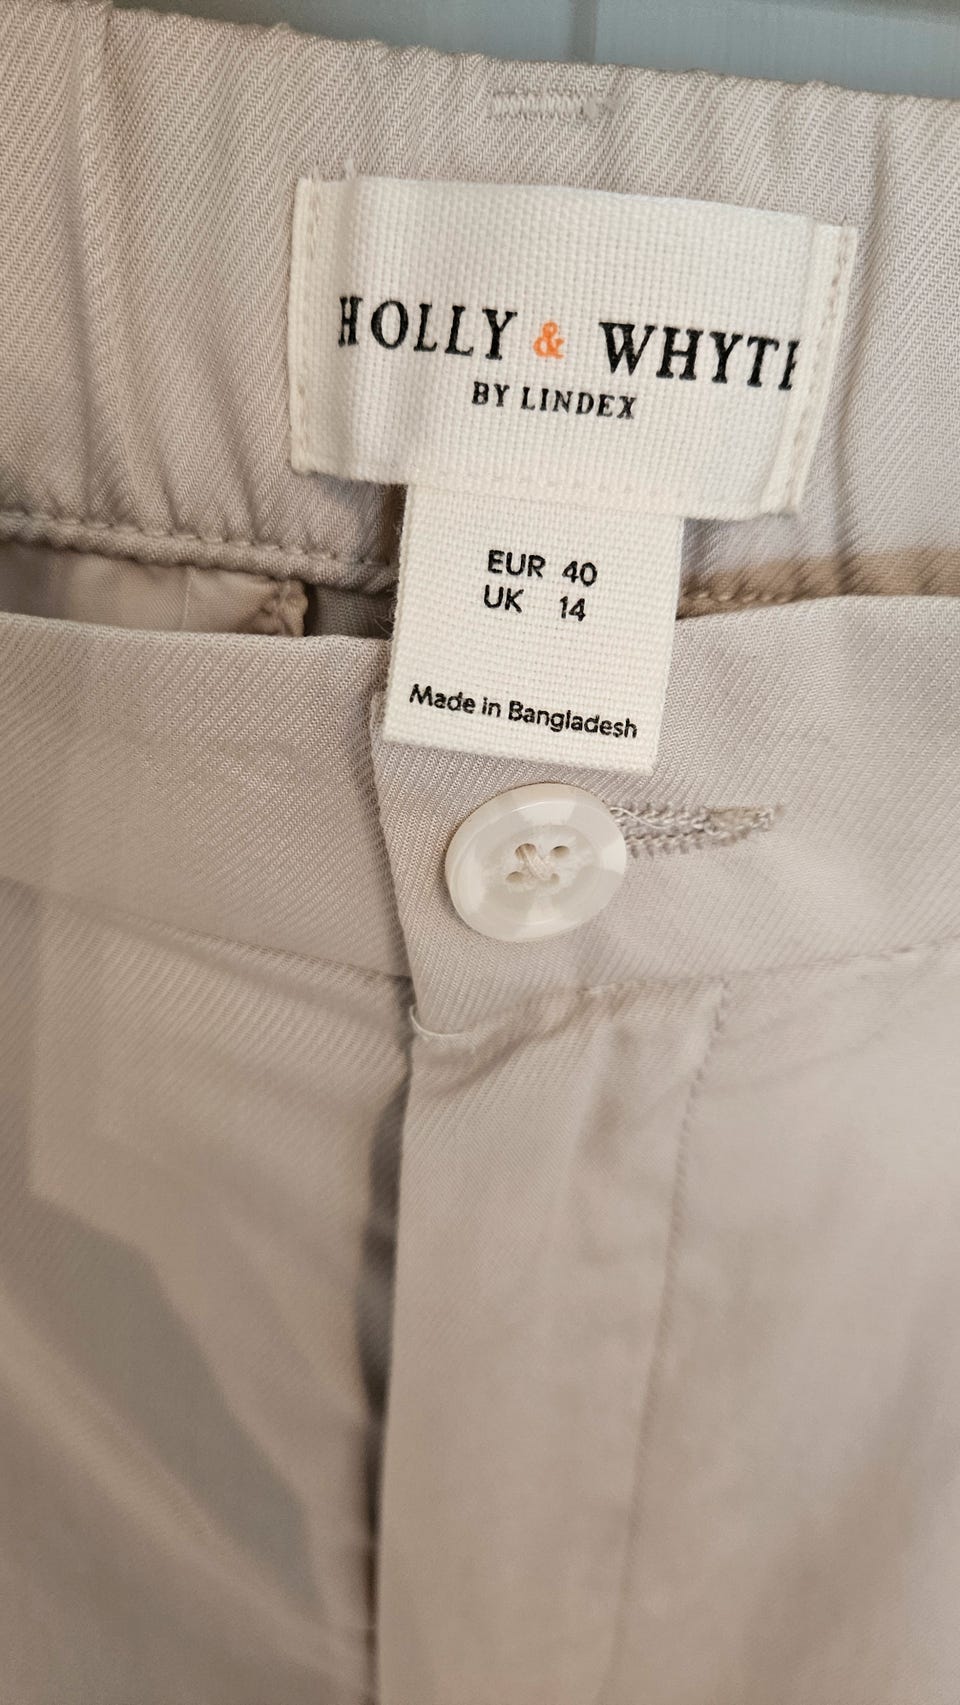 HOLLY & WHYTE
BY LINDEX
EUR 40
UK 14
Made in Bangladesh